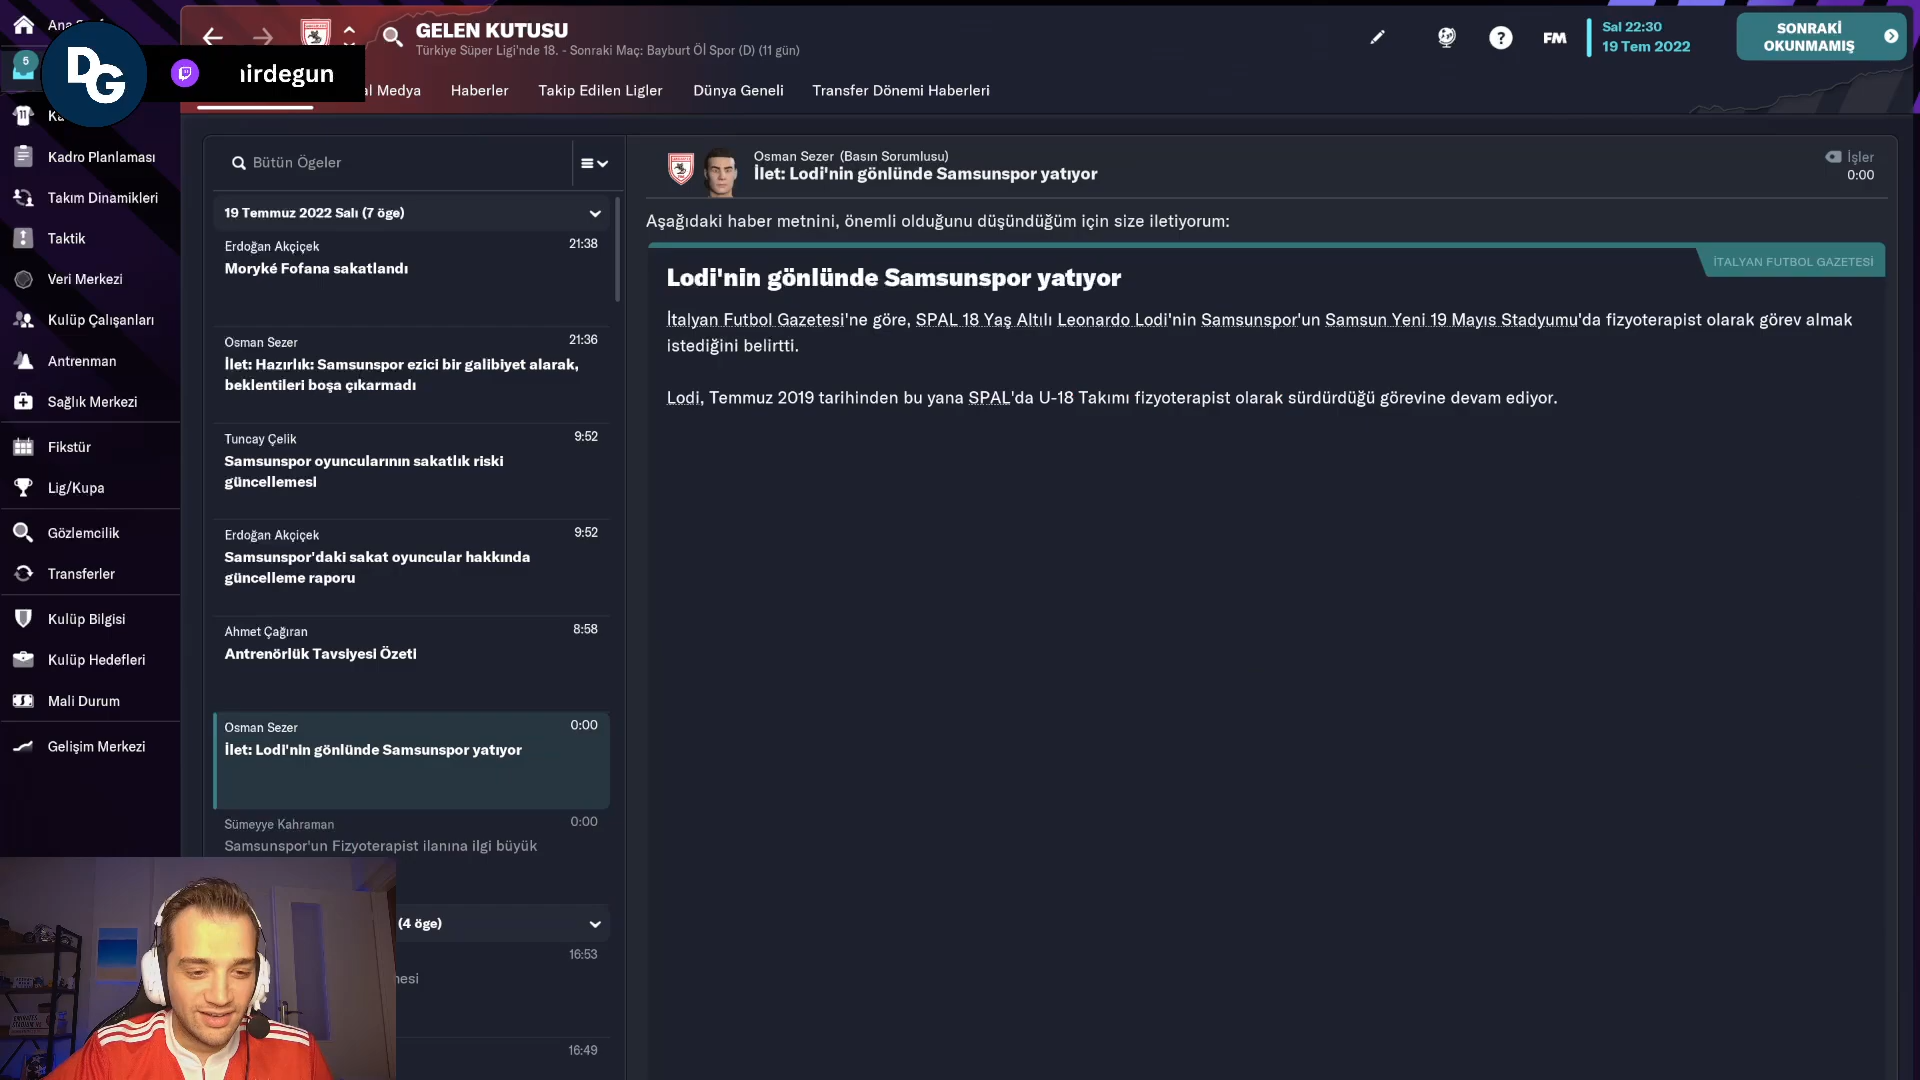 Ana
5
DG
irdegun
GELEN KUTUSU
Türkiye Süper Ligi'nde 18. - Sonraki Maç: Bayburt Öl Spor (D) (11 gün)
FM
Sal 22:30
19 Tem 2022
SONRAKİ
OKUNMAMIŞ
al Medya
Haberler
Takip Edilen Ligler
Dünya Geneli
Transfer Dönemi Haberleri
Kadro Planlaması
Takım Dinamikleri
Taktik
Veri Merkezi
Kulüp Çalışanları
Antrenman
Sağlık Merkezi
Fikstür
Lig/Kupa
Gözlemcilik
Transferler
Kulüp Bilgisi
Kulüp Hedefleri
Mali Durum
Gelişim Merkezi
Bütün Ögeler
19 Temmuz 2022 Salı (7 öge)
Erdoğan Akçiçek 21:38
Moryké Fofana sakatlandı
Osman Sezer 21:36
İlet: Hazırlık: Samsunspor ezici bir galibiyet alarak,
beklentileri boşa çıkarmadı
Tuncay Çelik 9:52
Samsunspor oyuncularının sakatlık riski
güncellemesi
Erdoğan Akçiçek 9:52
Samsunspor'daki sakat oyuncular hakkında
güncelleme raporu
Ahmet Çağıran 8:58
Antrenörlük Tavsiyesi Özeti
Osman Sezer 0:00
İlet: Lodi'nin gönlünde Samsunspor yatıyor
Sümeyye Kahraman 0:00
Samsunspor'un Fizyoterapist ilanına ilgi büyük
(4 öge)
16:53
mesi
16:49
Osman Sezer (Basın Sorumlusu)
İlet: Lodi'nin gönlünde Samsunspor yatıyor
İşler
0:00
Aşağıdaki haber metnini, önemli olduğunu düşündüğüm için size iletiyorum:
İTALYAN FUTBOL GAZETESİ
Lodi'nin gönlünde Samsunspor yatıyor
İtalyan Futbol Gazetesi'ne göre, SPAL 18 Yaş Altılı Leonardo Lodi'nin Samsunspor'un Samsun Yeni 19 Mayıs Stadyumu'da fizyoterapist olarak görev almak
istediğini belirtti.
Lodi, Temmuz 2019 tarihinden bu yana SPAL'da U-18 Takımı fizyoterapist olarak sürdürdüğü görevine devam ediyor.